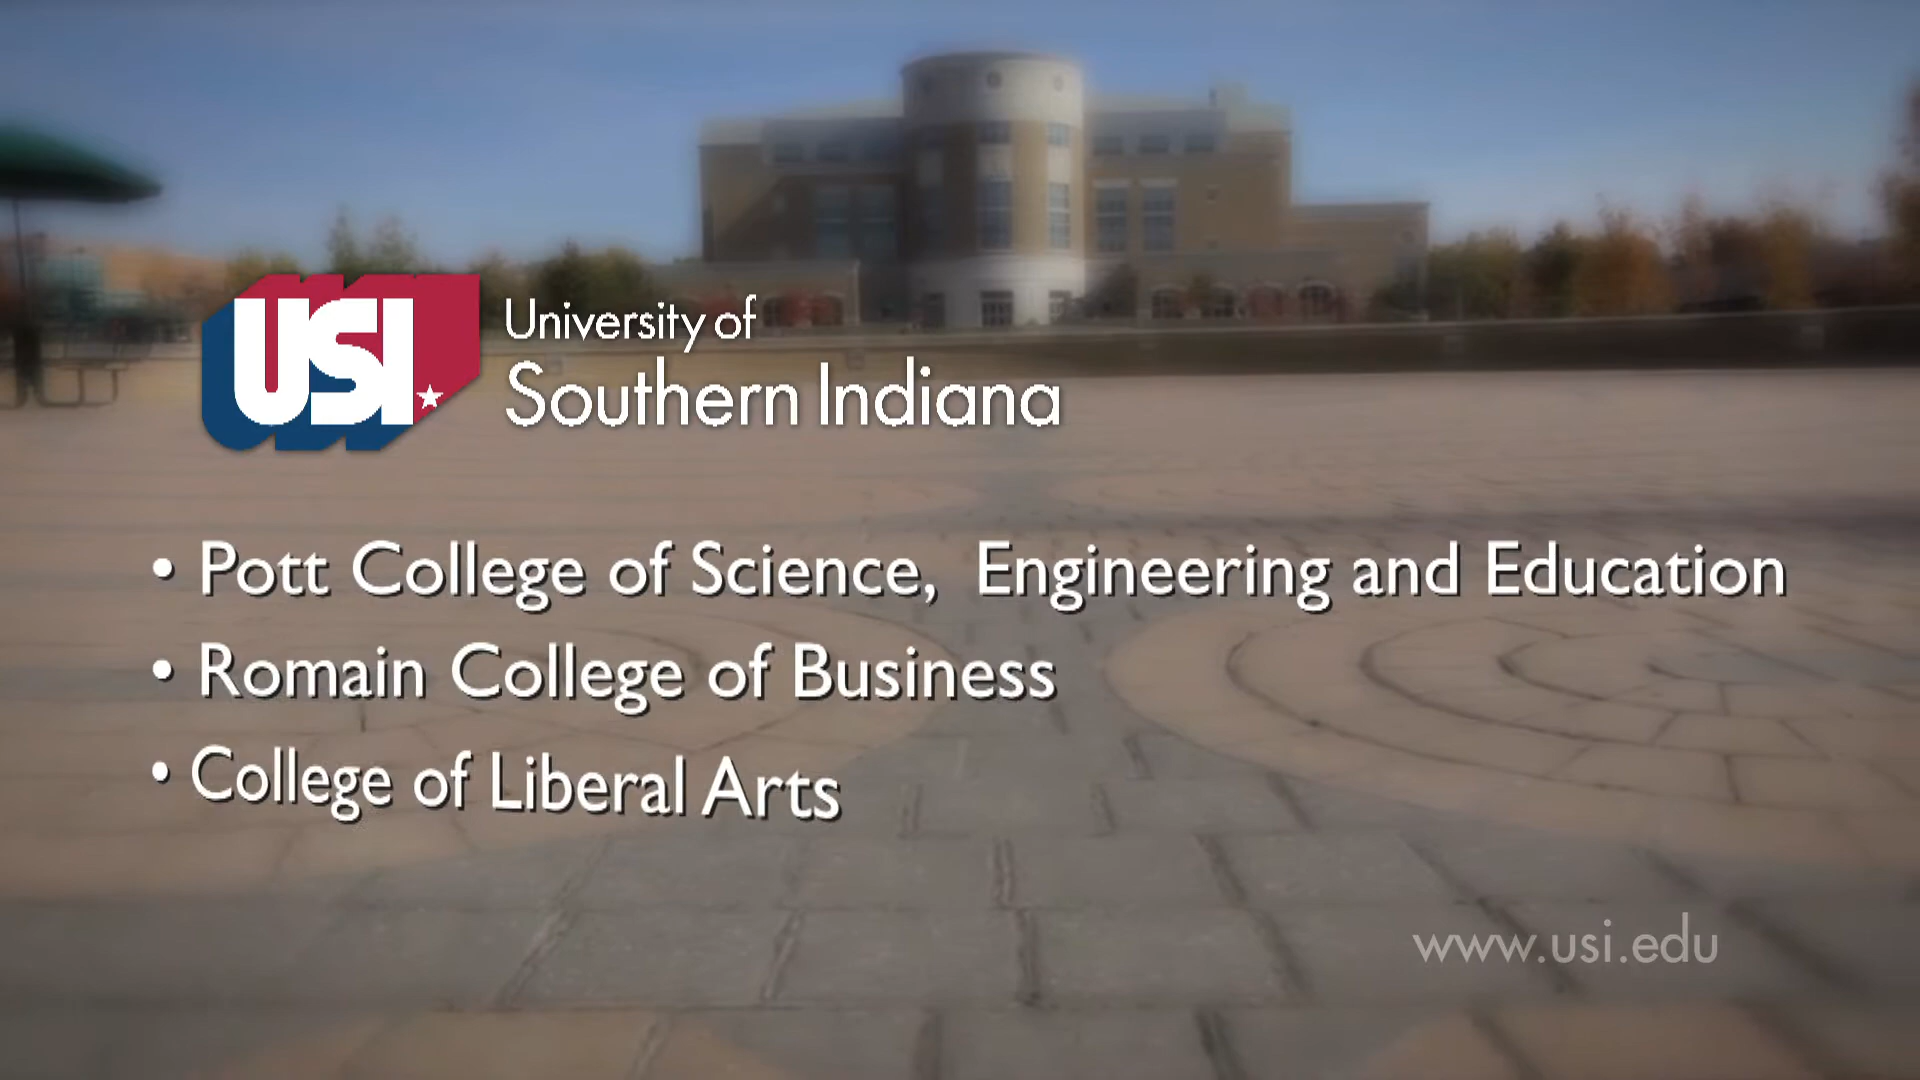 USI
University of
Southern Indiana
• Pott College of Science, Engineering and Education
• Romain College of Business
• College of Liberal Arts
www.usi.edu